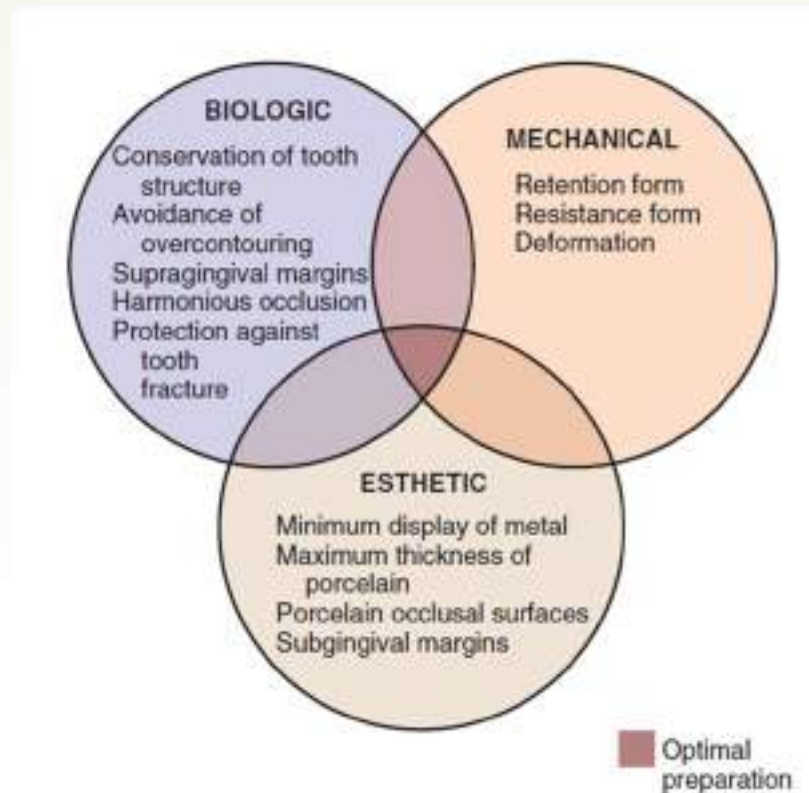 BIOLOGIC
Conservation of tooth
structure
Avoidance of
overcontouring
Supragingival margins
Harmonious occlusion
Protection against
tooth
fracture
MECHANICAL
Retention form
Resistance form
Deformation
ESTHETIC
Minimum display of metal
Maximum thickness of
porcelain
Porcelain occlusal surfaces
Subgingival margins
Optimal
preparation